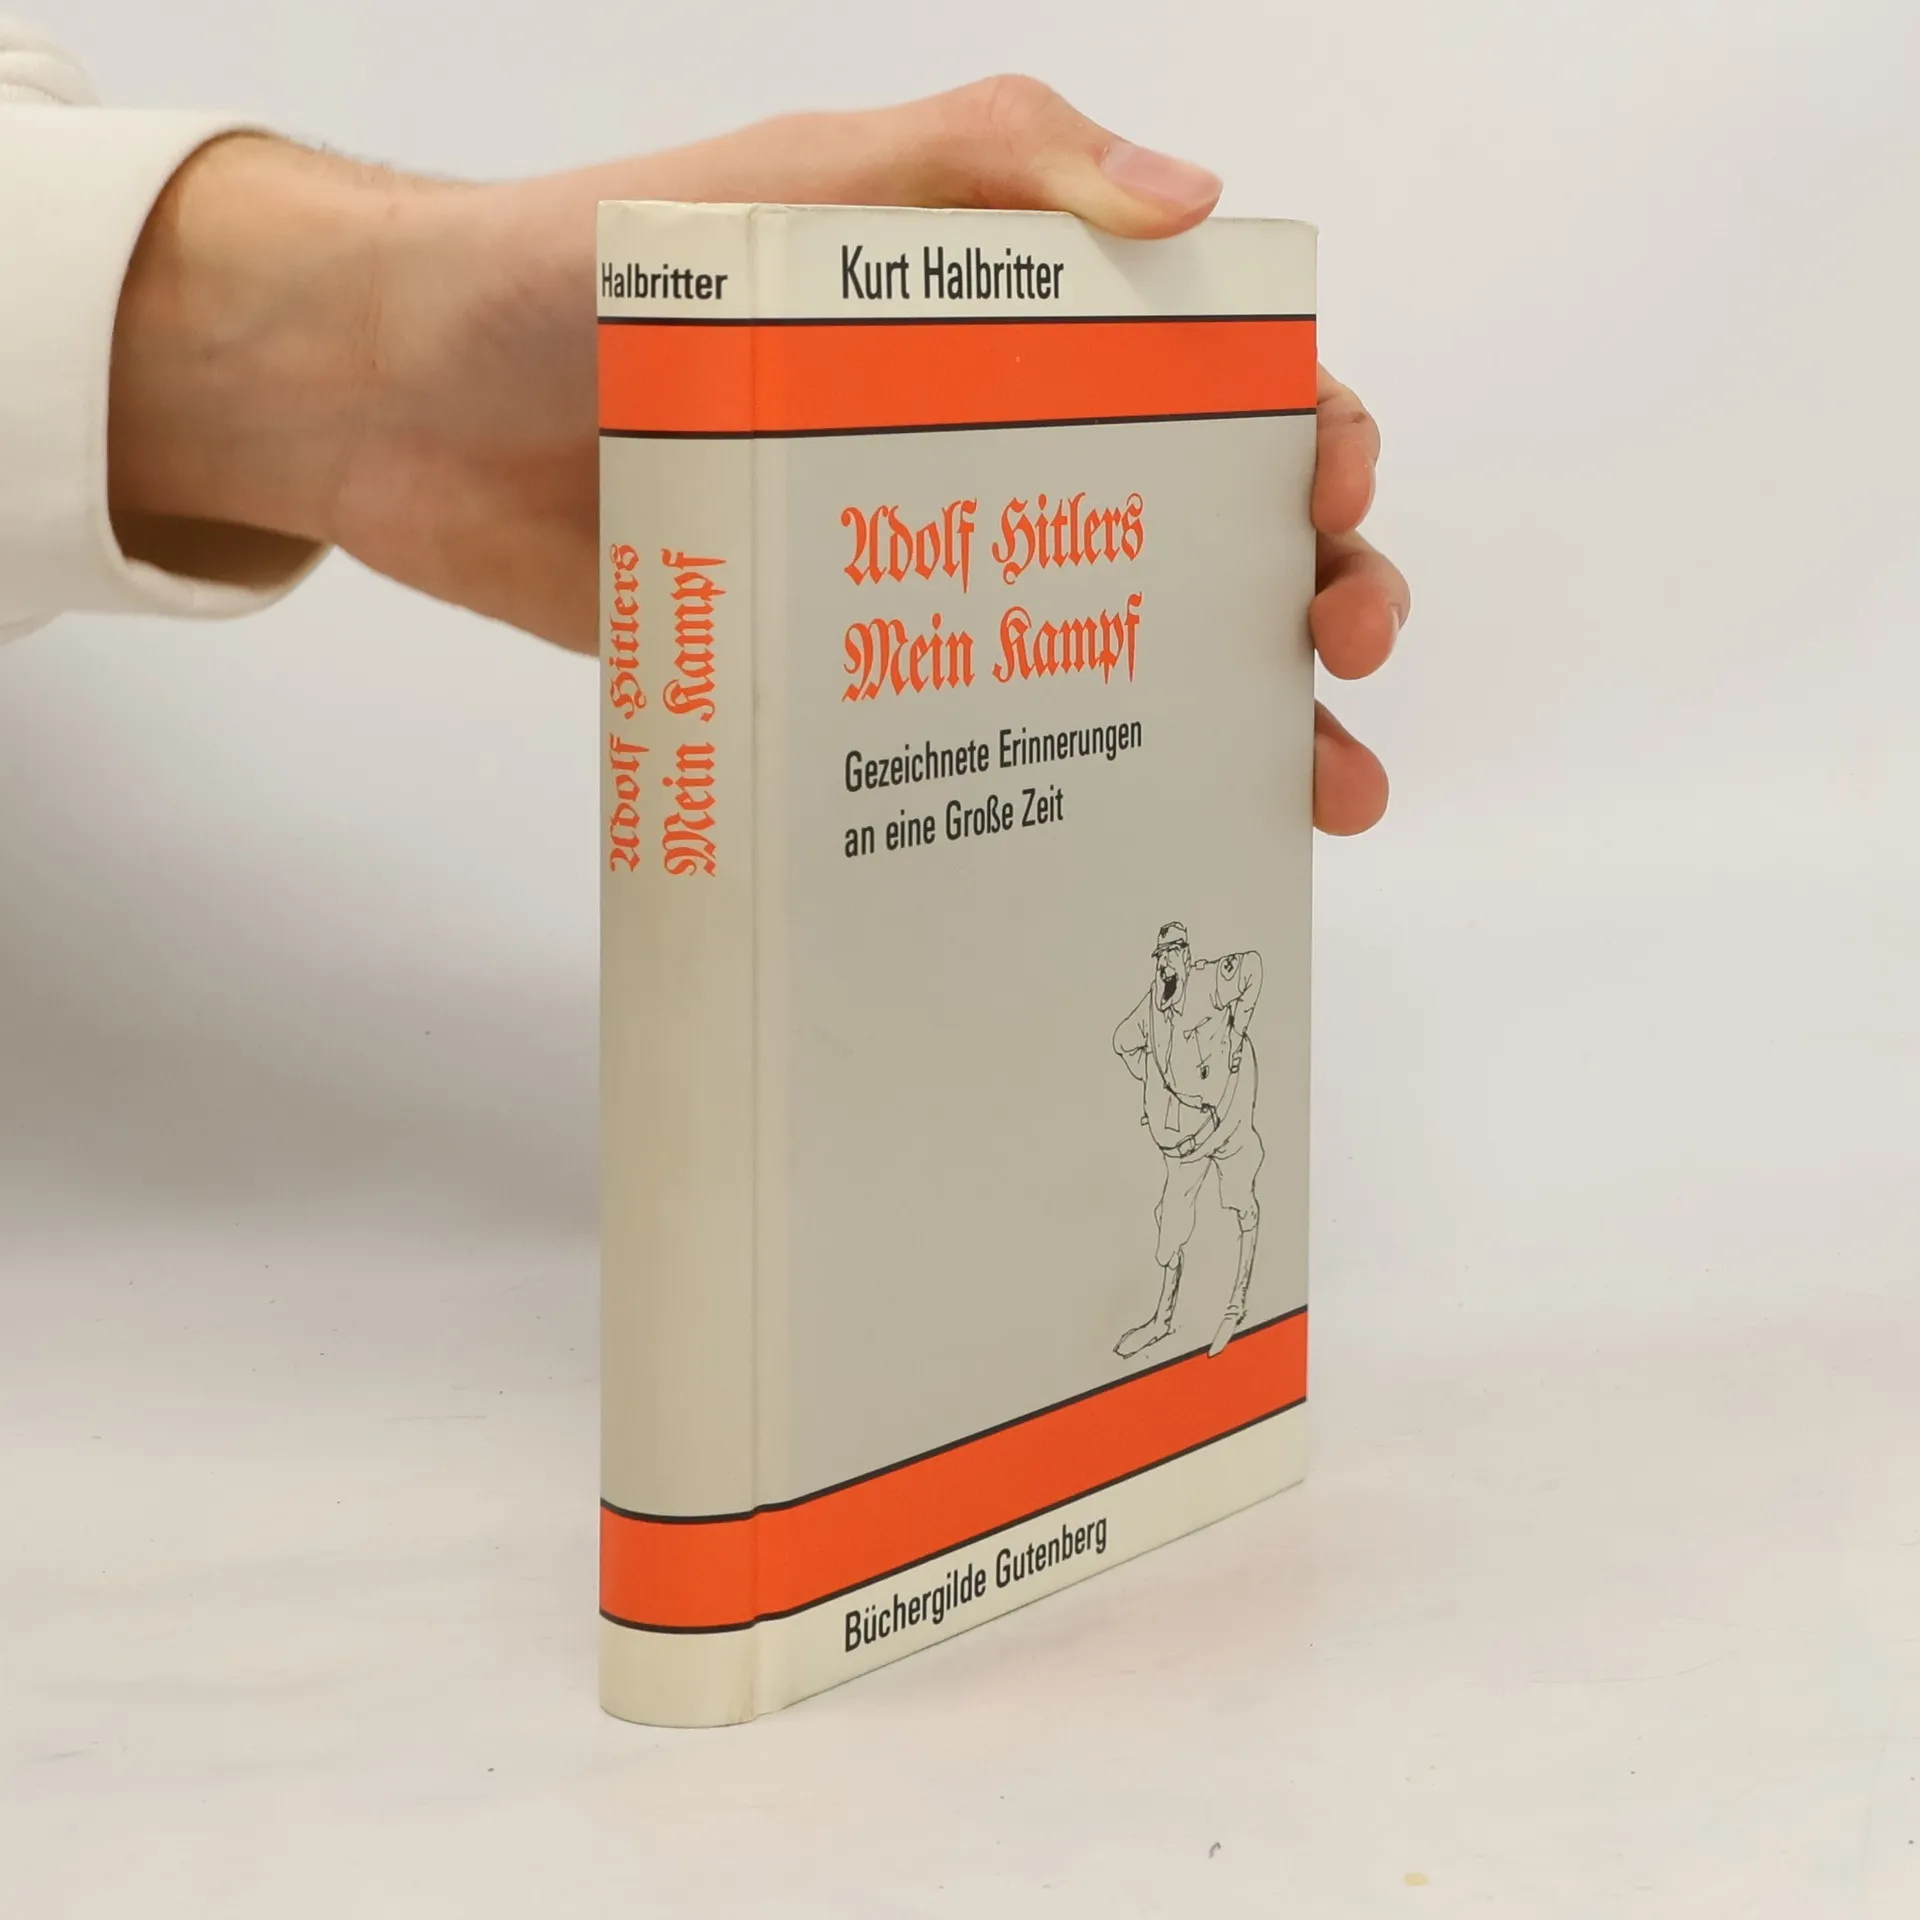 Halbritter
Adolf Hitlers
Mein Kampf
Kurt Halbritter
Adolf Hitlers
Mein Kampf
Gezeichnete Erinnerungen
an eine Große Zeit
Büchergilde Gutenberg